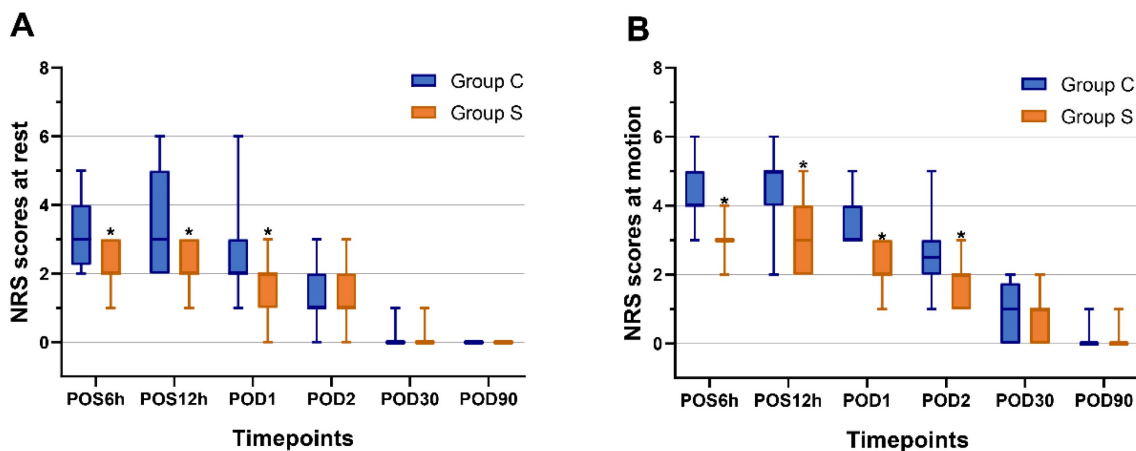 A
NRS scores at rest
8
6
4
2
0
Group C
Group S
*
*
*
POS6h POS12h POD1 POD2 POD30 POD90
Timepoints
B
NRS scores at motion
8
6
4
2
0
Group C
Group S
*
*
*
*
POS6h POS12h POD1 POD2 POD30 POD90
Timepoints